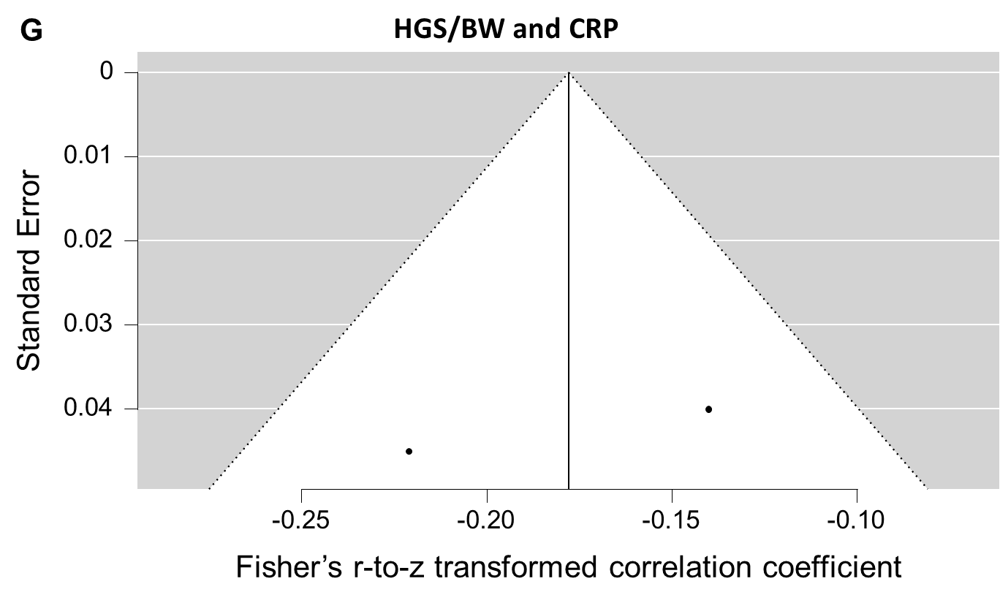 G
HGS/BW and CRP
0
0.01
0.02
0.03
0.04
Standard Error
-0.25 -0.20 -0.15 -0.10
Fisher’s r-to-z transformed correlation coefficient